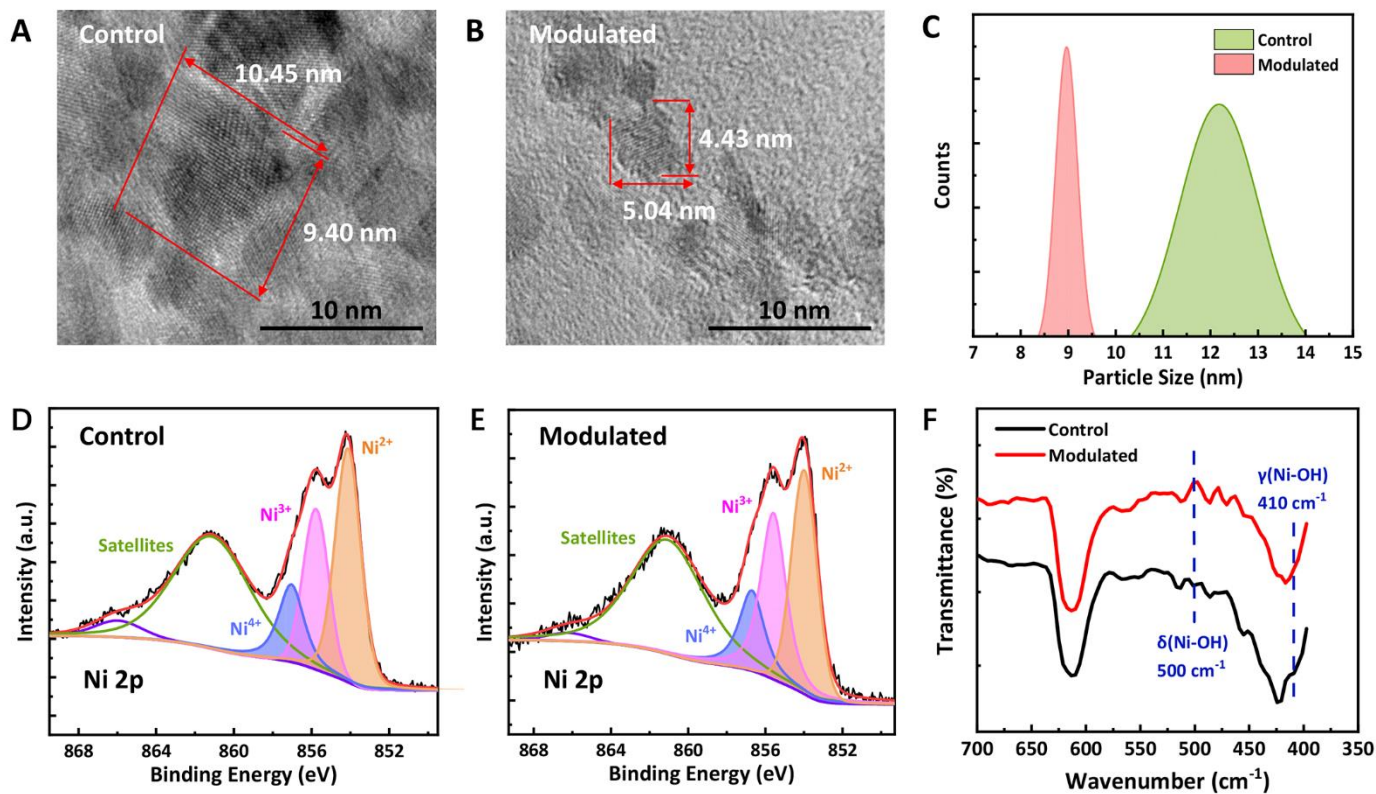 A
Control
10.45 nm
9.40 nm
10 nm
B
Modulated
4.43 nm
5.04 nm
10 nm
C
Control
Modulated
Counts
7 8 9 10 11 12 13 14 15
Particle Size (nm)
D
Control
Ni²⁺
Ni³⁺
Satellites
Ni⁴⁺
Ni 2p
Intensity (a.u.)
868 864 860 856 852
Binding Energy (eV)
E
Modulated
Ni²⁺
Ni³⁺
Satellites
Ni⁴⁺
Ni 2p
Intensity (a.u.)
868 864 860 856 852
Binding Energy (eV)
F
Control
Modulated
γ(Ni-OH)
410 cm⁻¹
δ(Ni-OH)
500 cm⁻¹
Transmittance (%)
700 650 600 550 500 450 400 350
Wavenumber (cm⁻¹)